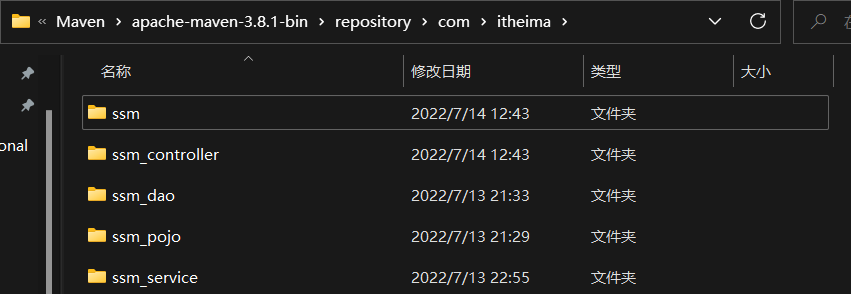 « Maven › apache-maven-3.8.1-bin › repository › com › itheima ›
名称 修改日期 类型 大小
ssm 2022/7/14 12:43 文件夹
ssm_controller 2022/7/14 12:43 文件夹
onal
ssm_dao 2022/7/13 21:33 文件夹
ssm_pojo 2022/7/13 21:29 文件夹
ssm_service 2022/7/13 22:55 文件夹